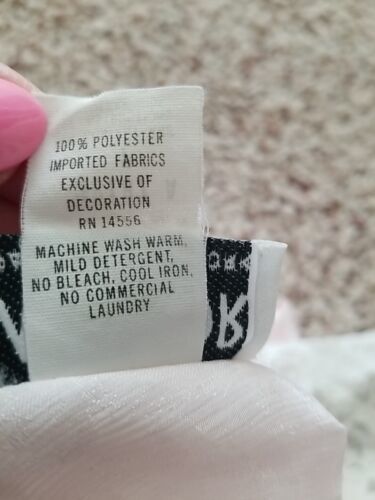 100% POLYESTER
IMPORTED FABRICS
EXCLUSIVE OF
DECORATION
RN 14556
MACHINE WASH WARM,
MILD DETERGENT,
NO BLEACH, COOL IRON,
NO COMMERCIAL
LAUNDRY